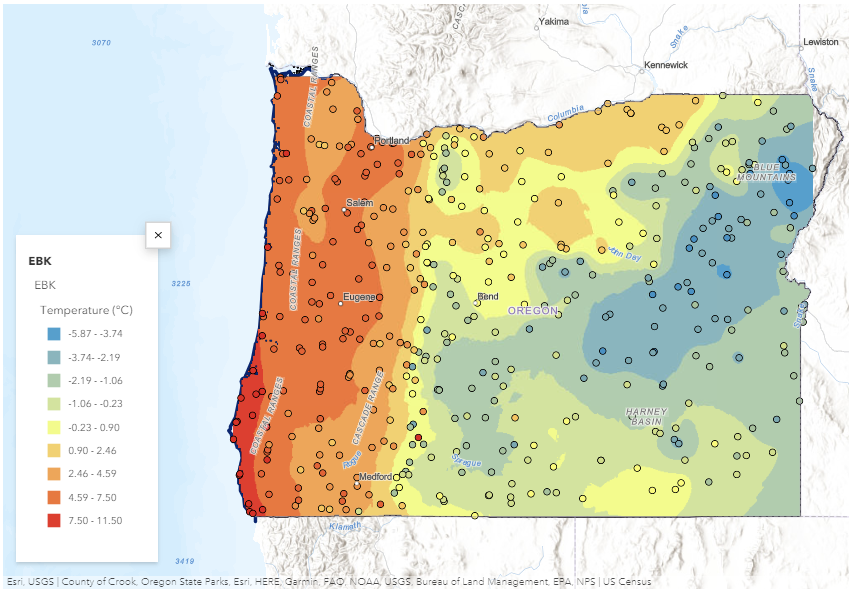 3070
Yakima
Snake
Lewiston
Kennewick
Snake
COASTAL RANGES
Columbia
Portland
BLUE
MOUNTAINS
Salem
×
EBK
EBK
COASTAL RANGES
3225
Temperature (°C)
Eugene
Bend
OREGON
-5.87 - -3.74
-3.74- -2.19
-2.19 - -1.06
-1.06 - -0.23
-0.23 - 0.90
0.90 - 2.46
2.46 - 4.59
4.59 - 7.50
7.50 - 11.50
COASTAL RANGES
CASCADE RANGE
HARNEY
BASIN
Rogue
Sprague
Medford
Klamath
3419
Esri, USGS | County of Crook, Oregon State Parks, Esri, HERE, Garmin, FAO, NOAA, USGS, Bureau of Land Management, EPA, NPS | US Census